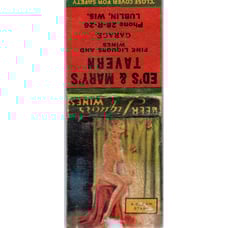 CLOSE COVER FOR SAFETY
ED'S & MARY'S
TAVERN
FINE LIQUORS AND
WINES
GARAGE
Phone 28-R-26
LUBLIN, WIS.
BEER Liquors
WINES